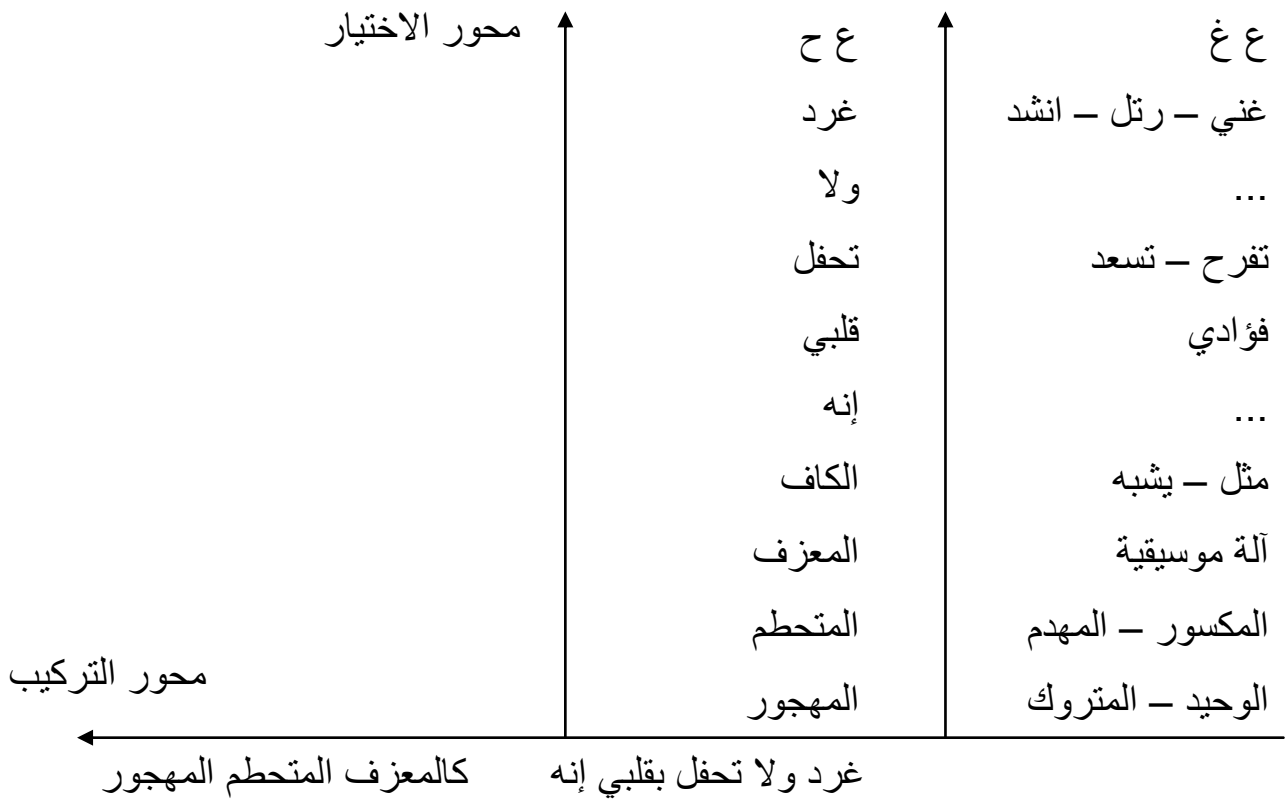 ع غ ع ح محور الاختيار
غني – رتل – انشد غرد
... ولا
تفرح – تسعد تحفل
فؤادي قلبي
... إنه
مثل – يشبه الكاف
آلة موسيقية المعزف
المكسور – المهدم المتحطم
الوحيد – المتروك المهجور محور التركيب
غرد ولا تحفل بقلبي إنه كالمعزف المتحطم المهجور